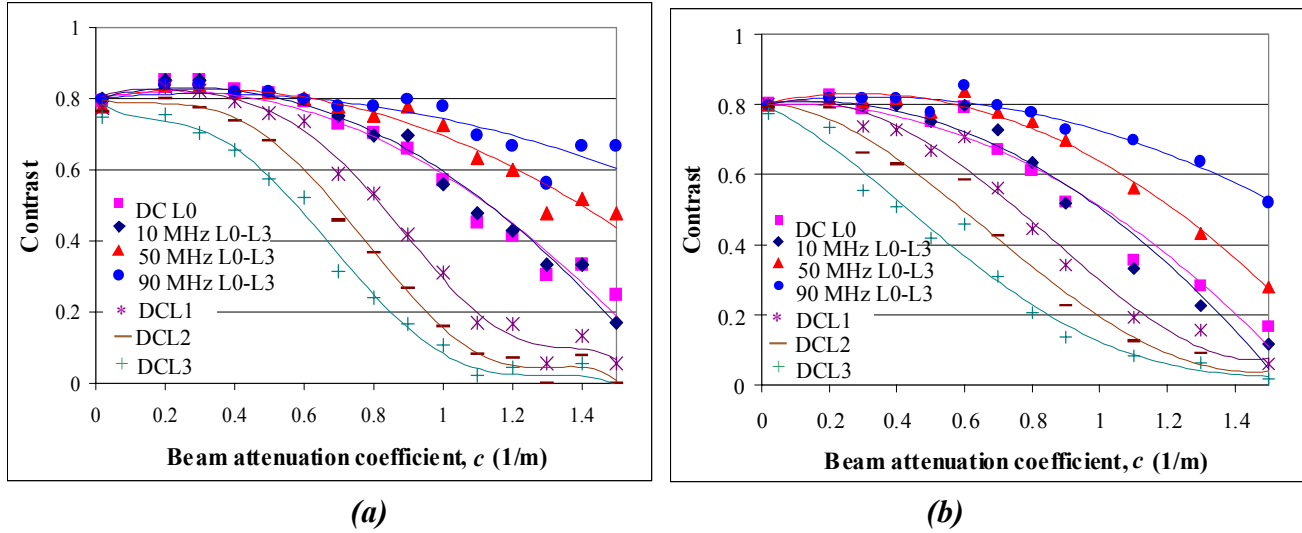 1
0.8
0.6
0.4
0.2
0
Contrast
DC L0
10 MHz L0-L3
50 MHz L0-L3
90 MHz L0-L3
DCL1
DCL2
DCL3
0 0.2 0.4 0.6 0.8 1 1.2 1.4
Beam attenuation coefficient, c (1/m)
(a)
1
0.8
0.6
0.4
0.2
0
Contrast
DC L0
10 MHz L0-L3
50 MHz L0-L3
90 MHz L0-L3
DCL1
DCL2
DCL3
0 0.2 0.4 0.6 0.8 1 1.2 1.4
Beam attenuation coefficient, c (1/m)
(b)